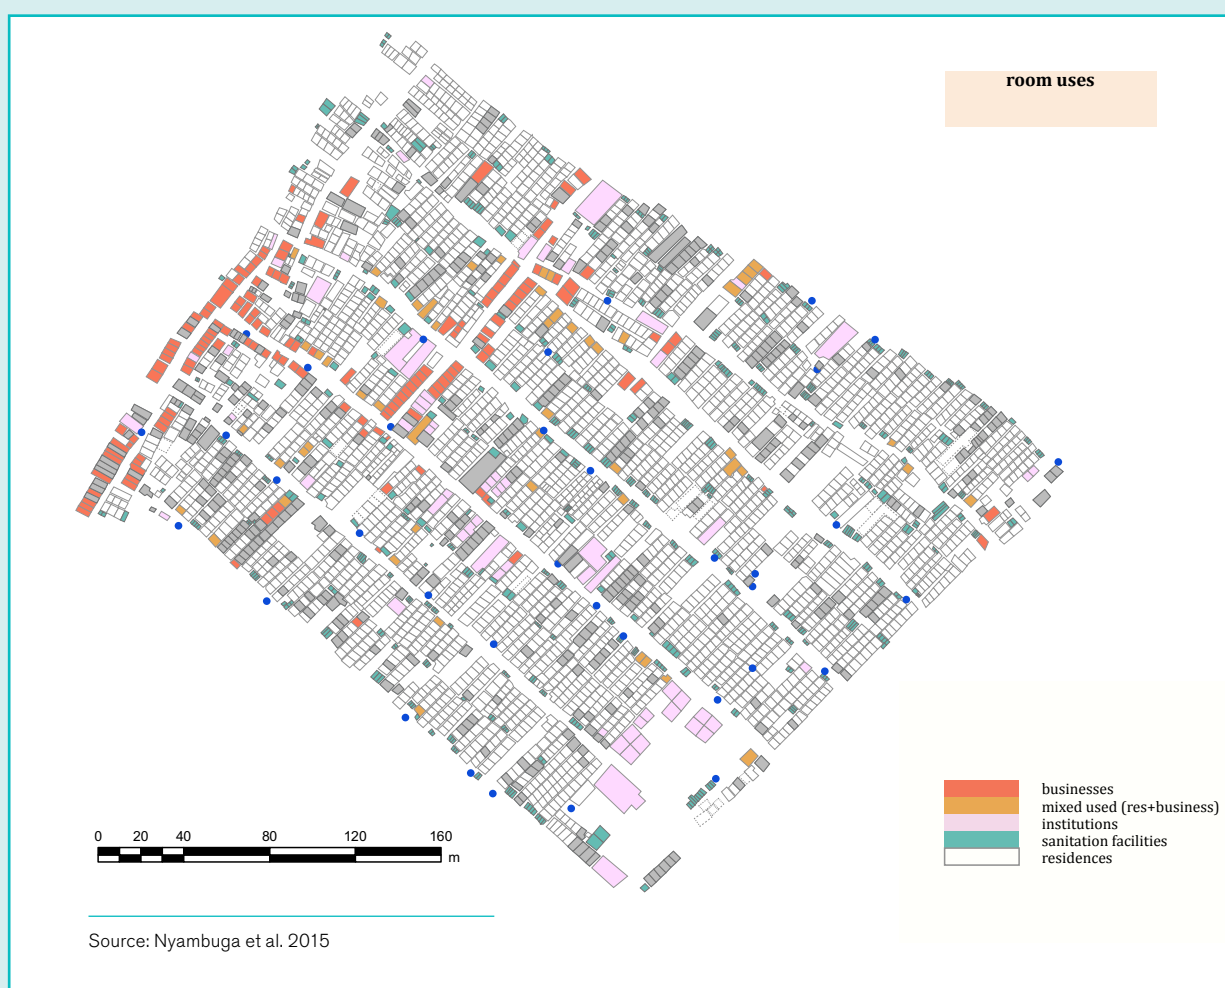 room uses
businesses
mixed used (res+business)
institutions
sanitation facilities
residences
0 20 40 80 120 160
m
Source: Nyambuga et al. 2015